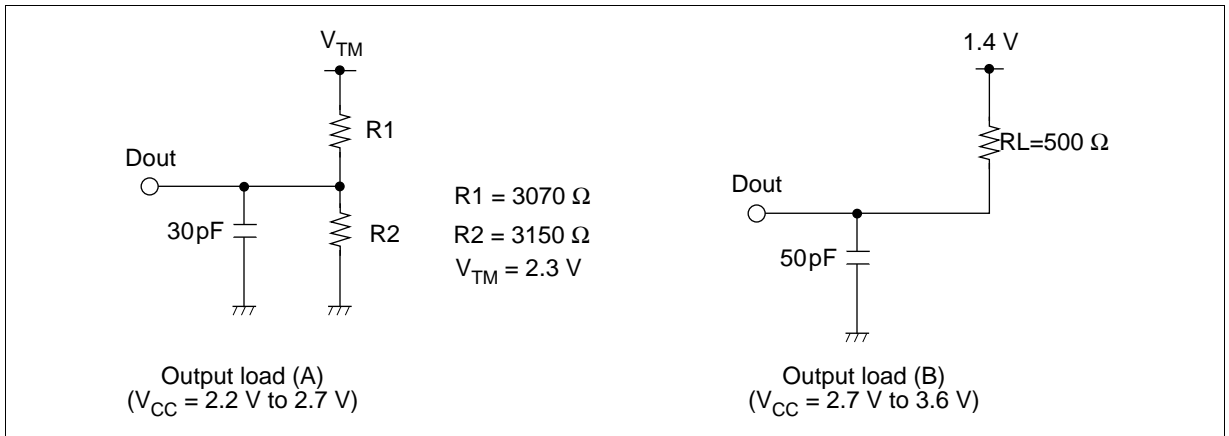 V_TM
R1
Dout
30pF
R2
R1 = 3070 Ω
R2 = 3150 Ω
V_TM = 2.3 V
Output load (A)
(V_CC = 2.2 V to 2.7 V)
1.4 V
RL=500 Ω
Dout
50pF
Output load (B)
(V_CC = 2.7 V to 3.6 V)